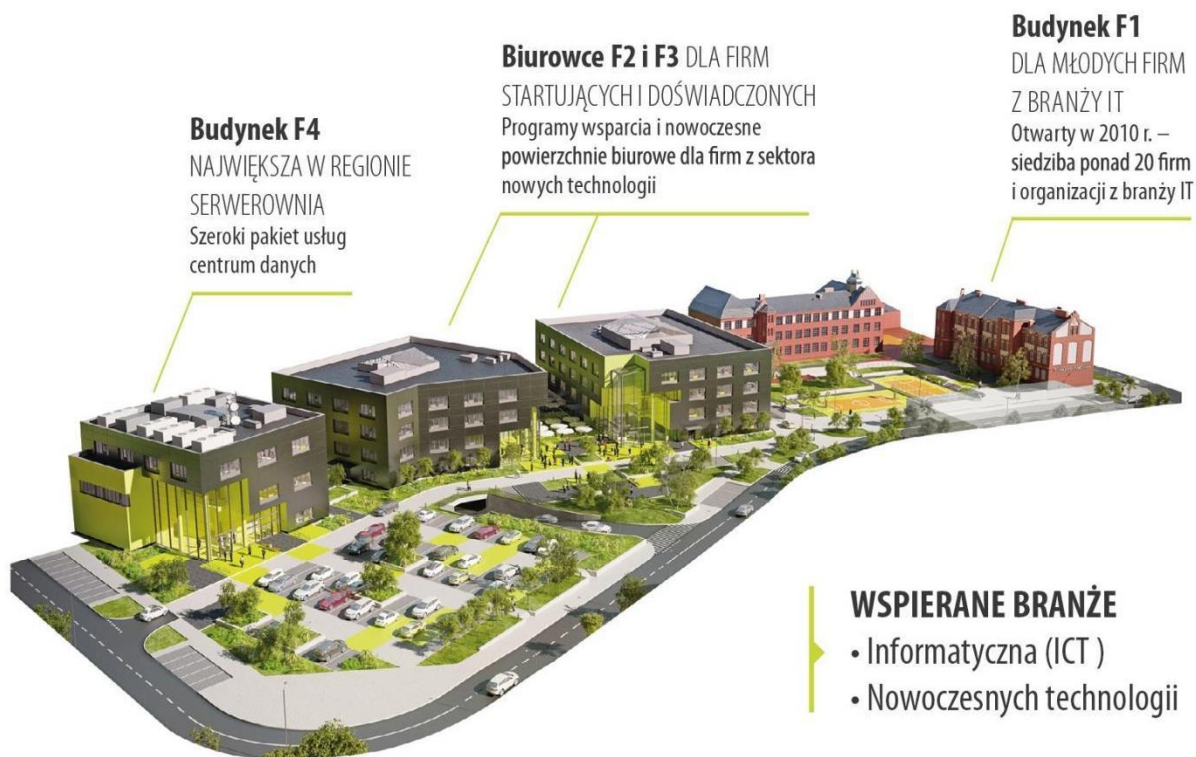 Budynek F4
NAJWIĘKSZA W REGIONIE
SERWEROWNIA
Szeroki pakiet usług
centrum danych
Biurowce F2 i F3 DLA FIRM
STARTUJĄCYCH I DOŚWIADCZONYCH
Programy wsparcia i nowoczesne
powierzchnie biurowe dla firm z sektora
nowych technologii
Budynek F1
DLA MŁODYCH FIRM
Z BRANŻY IT
Otwarty w 2010 r. –
siedziba ponad 20 firm
i organizacji z branży IT
WSPIERANE BRANŻE
• Informatyczna (ICT )
• Nowoczesnych technologii